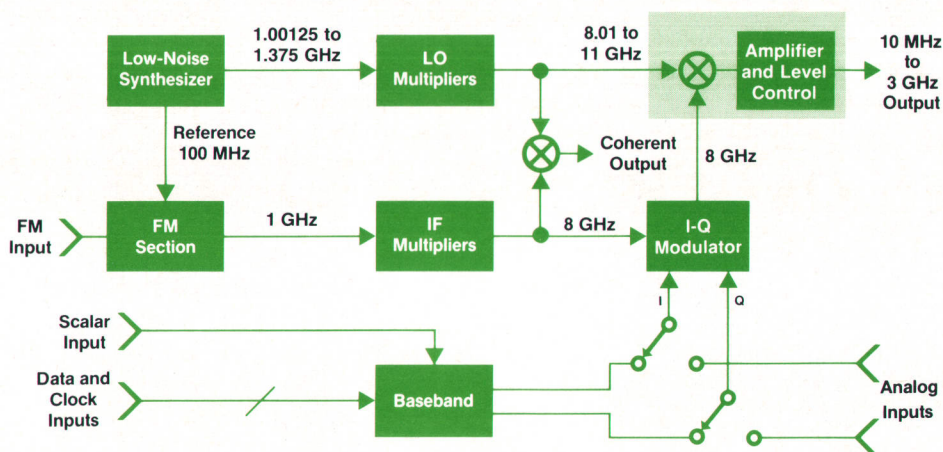 1.00125 to
1.375 GHz
8.01 to
11 GHz
10 MHz
to
3 GHz
Output
Low-Noise
Synthesizer
LO
Multipliers
Amplifier
and Level
Control
Reference
100 MHz
Coherent
Output
8 GHz
FM
Input
FM
Section
1 GHz
IF
Multipliers
8 GHz
I-Q
Modulator
I
Q
Scalar
Input
Data and
Clock
Inputs
Baseband
Analog
Inputs